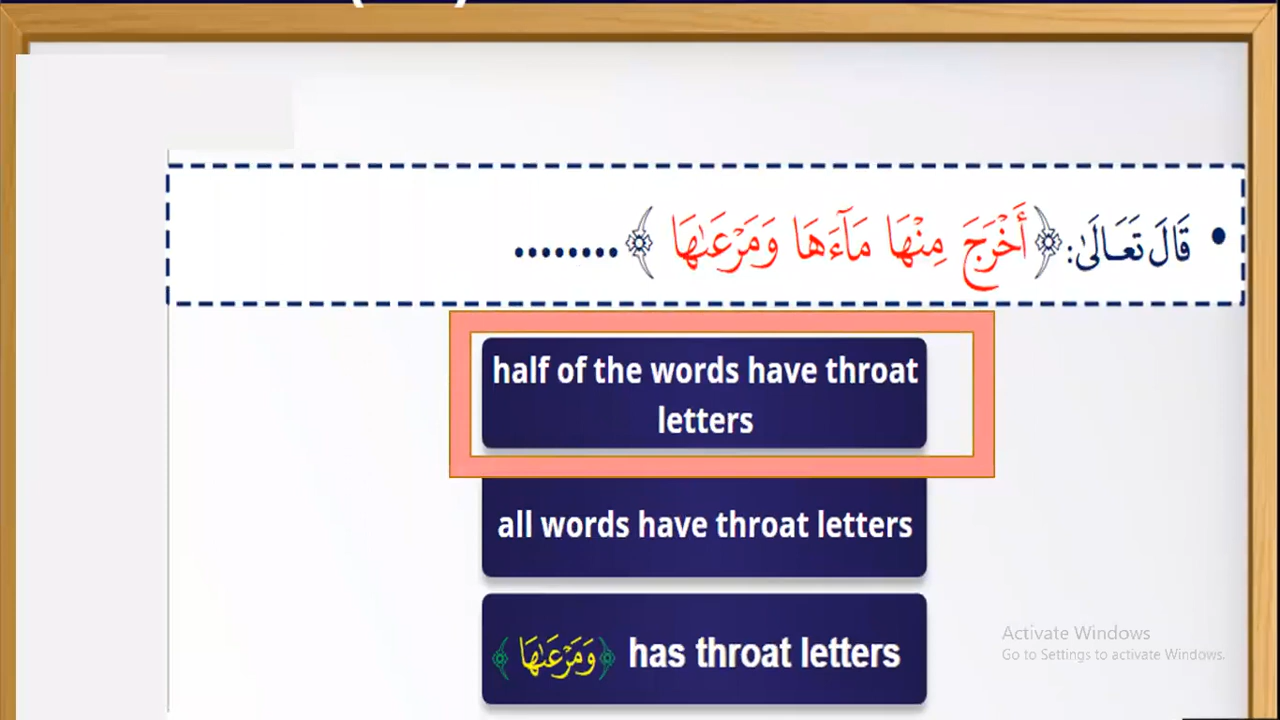 • قَالَ تَعَالَىٰ: ﴿أَخْرَجَ مِنْهَا مَآءَهَا وَمَرْعَىٰهَا﴾ ........
half of the words have throat
letters
all words have throat letters
﴿وَمَرْعَىٰهَا﴾ has throat letters
Activate Windows
Go to Settings to activate Windows.